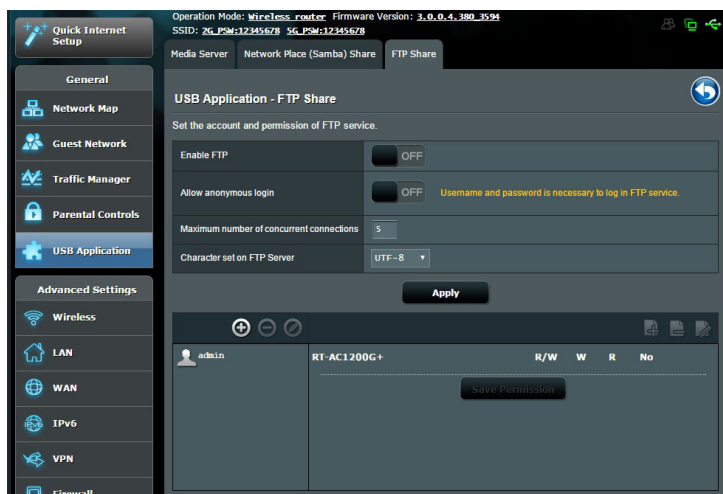 Quick Internet
Setup
Operation Mode: Wireless router Firmware Version: 3.0.0.4.380_3594
SSID: 2G_PSW:12345678 5G_PSW:12345678
Media Server Network Place (Samba) Share FTP Share
General
Network Map
Guest Network
Traffic Manager
Parental Controls
USB Application
Advanced Settings
Wireless
LAN
WAN
IPv6
VPN
Firewall
USB Application - FTP Share
Set the account and permission of FTP service.
Enable FTP OFF
Allow anonymous login OFF Username and password is necessary to log in FTP service.
Maximum number of concurrent connections 5
Character set on FTP Server UTF-8
Apply
admin RT-AC1200G+ R/W W R No
Save Permission